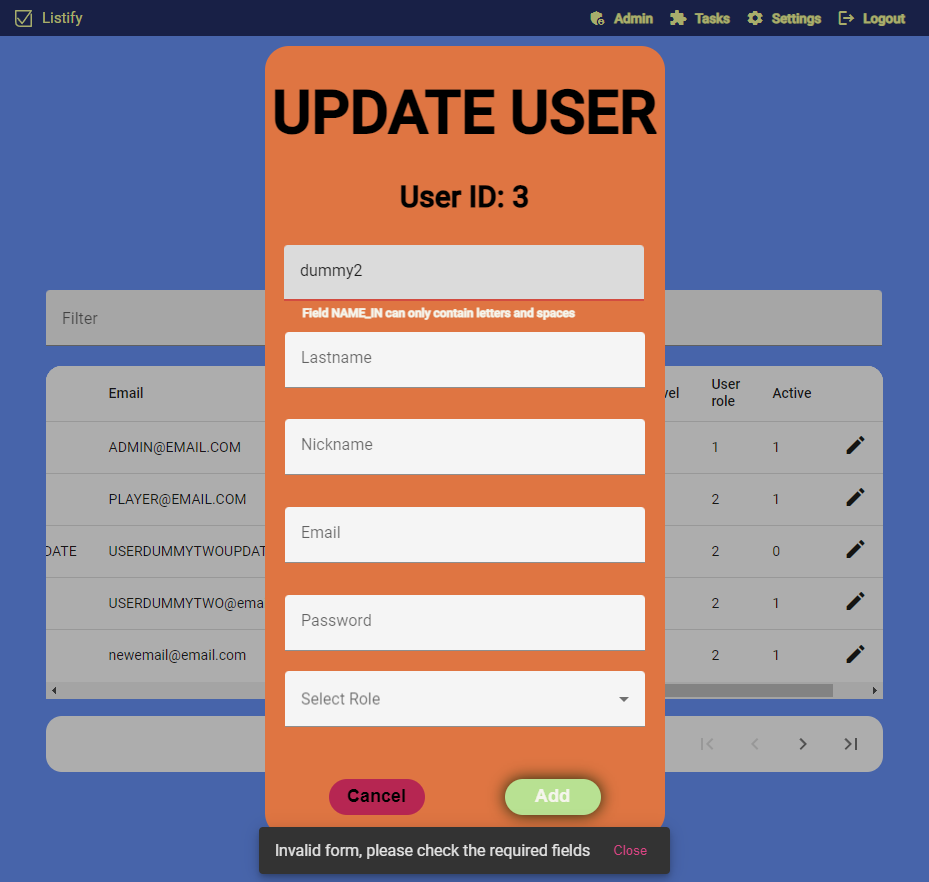 Listify
Admin Tasks Settings Logout
UPDATE USER
User ID: 3
dummy2
Field NAME_IN can only contain letters and spaces
Filter
Lastname
Email vel User role Active
Nickname
ADMIN@EMAIL.COM 1 1
PLAYER@EMAIL.COM 2 1
Email
DATE USERDUMMYTWOUPDAT 2 0
USERDUMMYTWO@ema 2 1
Password
newemail@email.com 2 1
Select Role
Cancel Add
Invalid form, please check the required fields Close